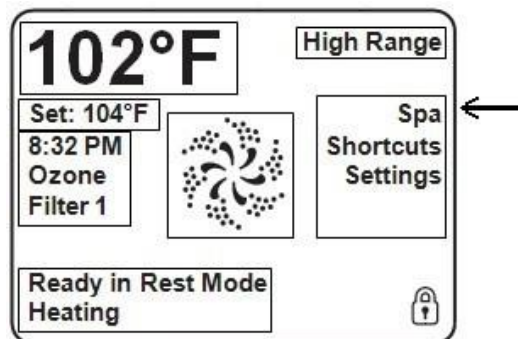 102°F
High Range
Set: 104°F
8:32 PM
Ozone
Filter 1
Spa
Shortcuts
Settings
Ready in Rest Mode
Heating